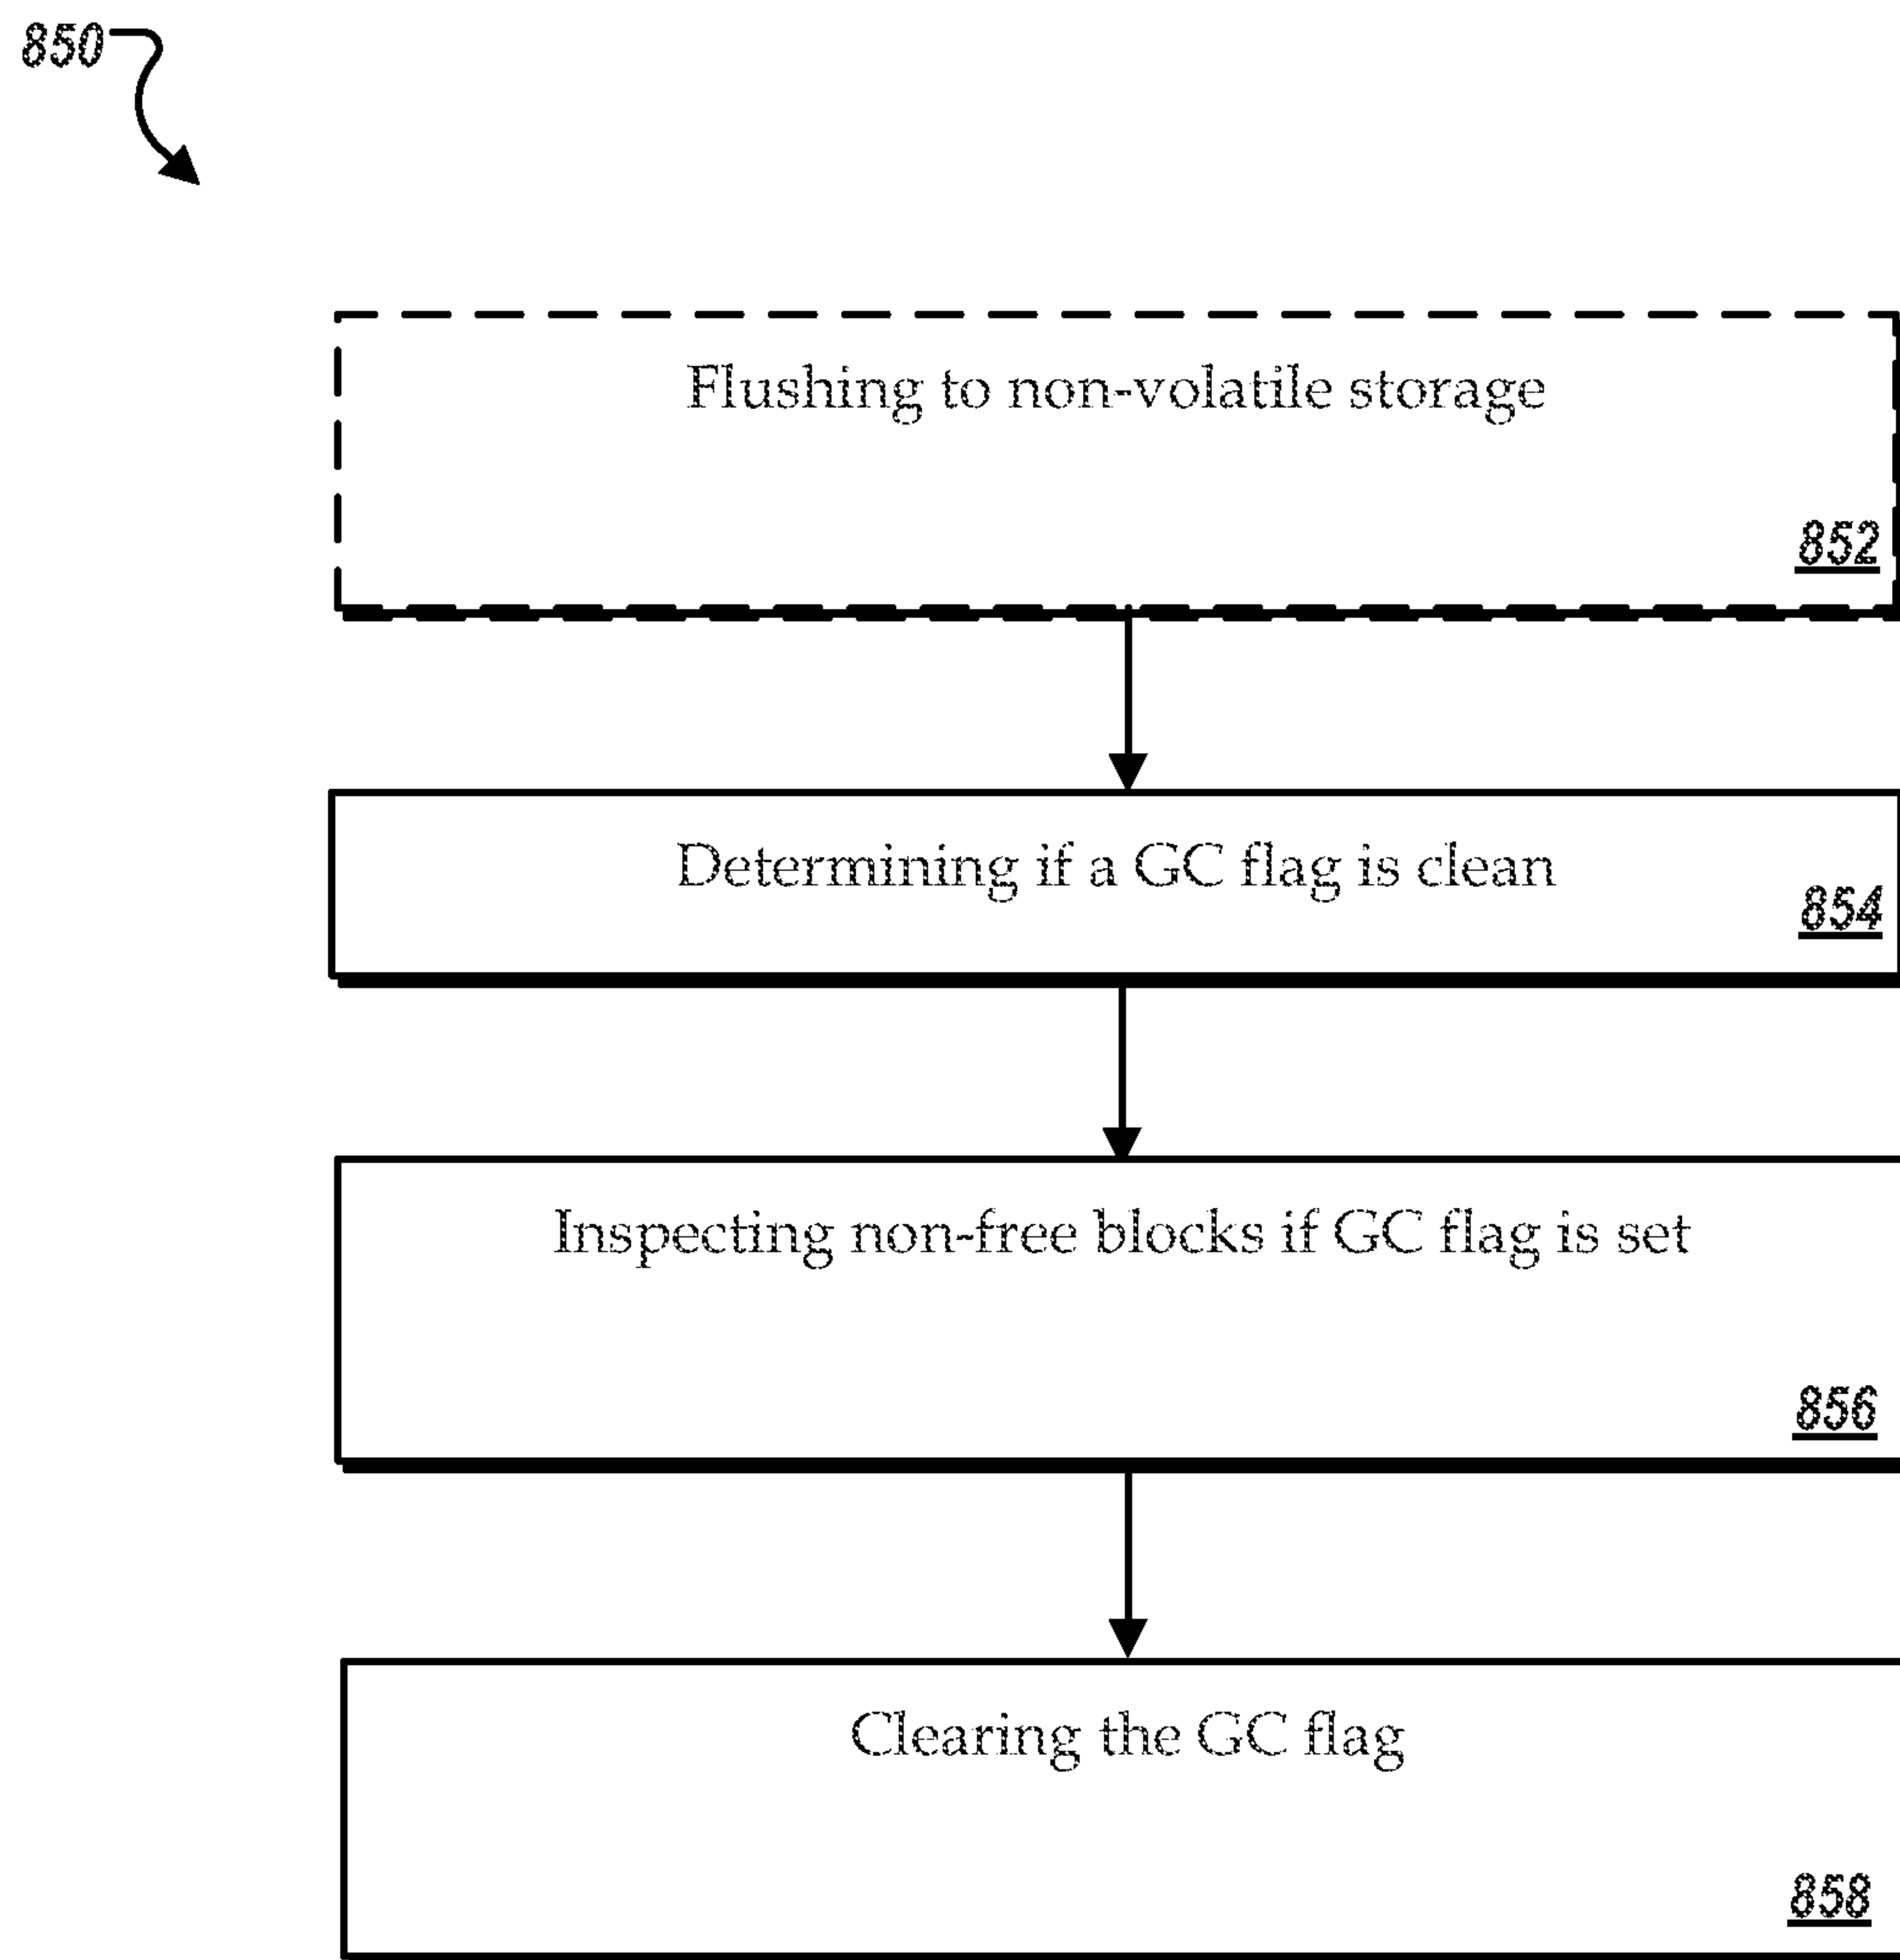 850
Flushing to non-volatile storage
852
Determining if a GC flag is clean
854
Inspecting non-free blocks if GC flag is set
856
Clearing the GC flag
858